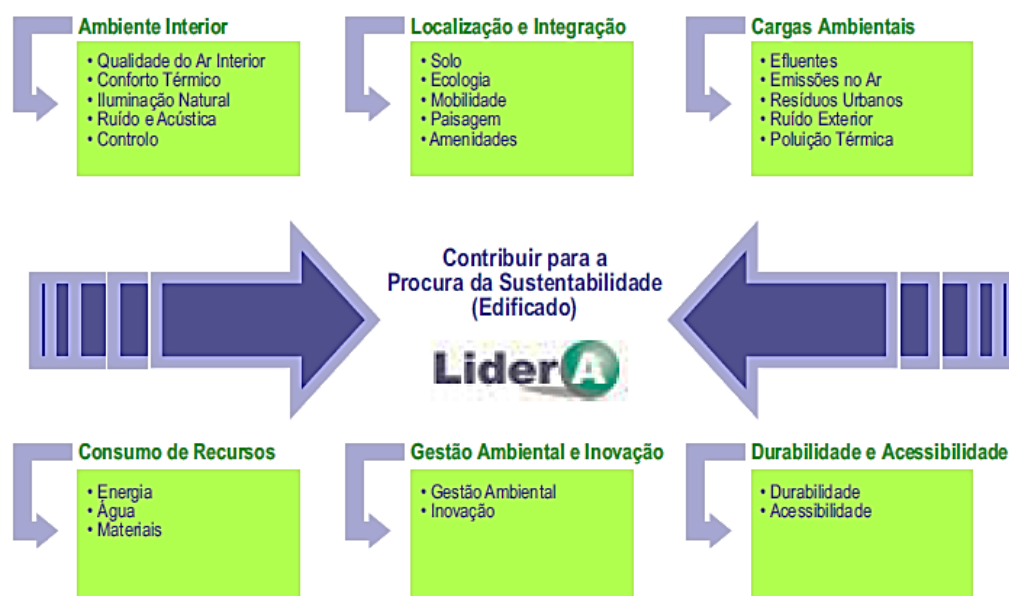 Ambiente Interior
• Qualidade do Ar Interior
• Conforto Térmico
• Iluminação Natural
• Ruído e Acústica
• Controlo
Localização e Integração
• Solo
• Ecologia
• Mobilidade
• Paisagem
• Amenidades
Cargas Ambientais
• Efluentes
• Emissões no Ar
• Resíduos Urbanos
• Ruído Exterior
• Poluição Térmica
Contribuir para a
Procura da Sustentabilidade
(Edificado)
LiderA
Consumo de Recursos
• Energia
• Água
• Materiais
Gestão Ambiental e Inovação
• Gestão Ambiental
• Inovação
Durabilidade e Acessibilidade
• Durabilidade
• Acessibilidade